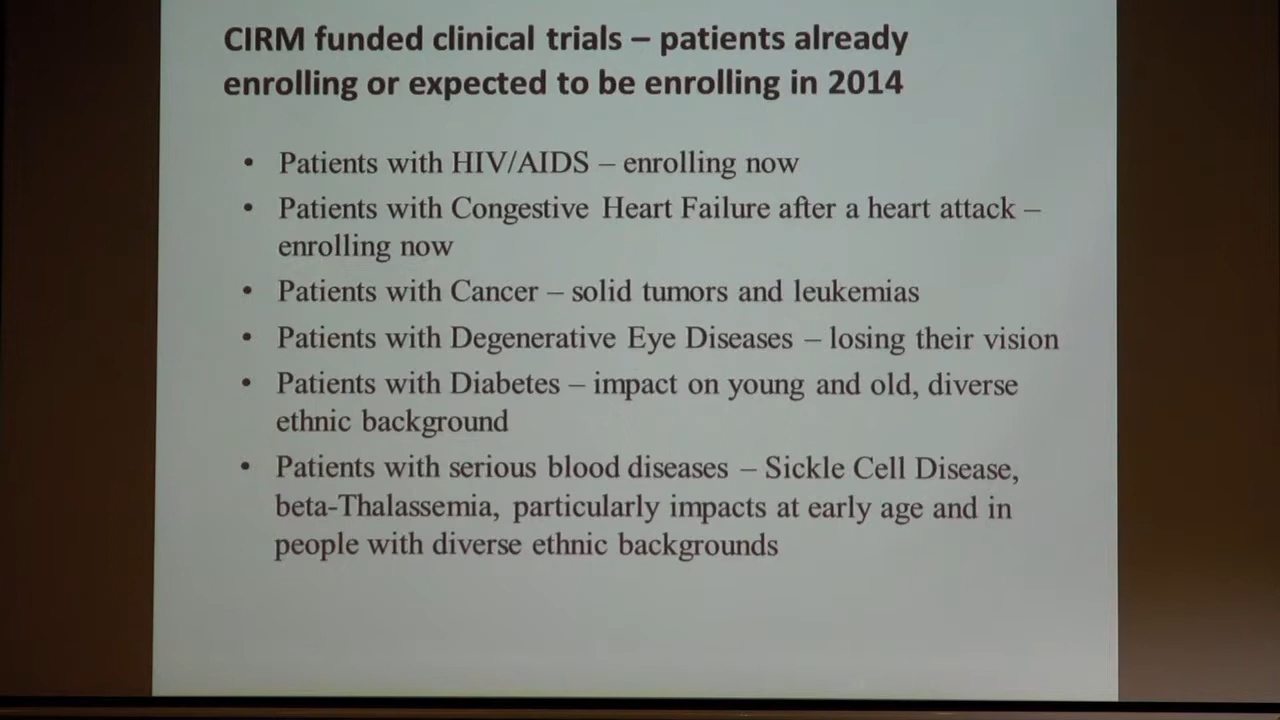 CIRM funded clinical trials – patients already
enrolling or expected to be enrolling in 2014
• Patients with HIV/AIDS – enrolling now
• Patients with Congestive Heart Failure after a heart attack –
enrolling now
• Patients with Cancer – solid tumors and leukemias
• Patients with Degenerative Eye Diseases – losing their vision
• Patients with Diabetes – impact on young and old, diverse
ethnic background
• Patients with serious blood diseases – Sickle Cell Disease,
beta-Thalassemia, particularly impacts at early age and in
people with diverse ethnic backgrounds